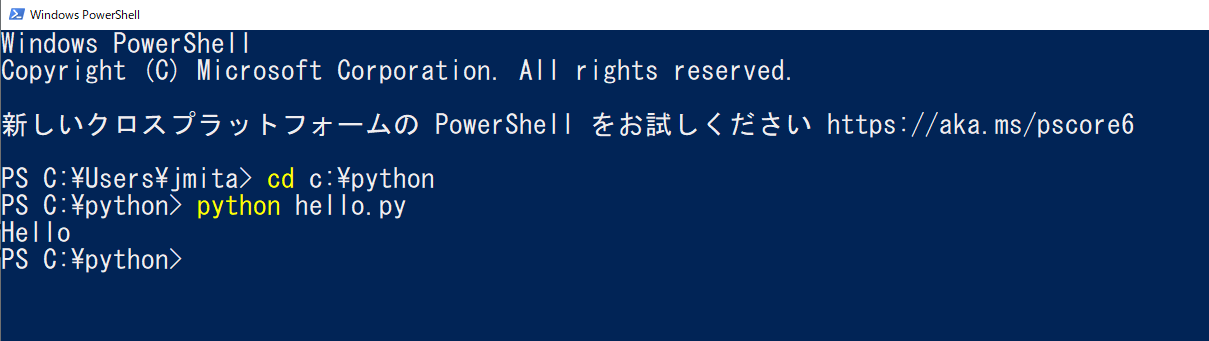 Windows PowerShell
Windows PowerShell
Copyright (C) Microsoft Corporation. All rights reserved.
新しいクロスプラットフォームの PowerShell をお試しください https://aka.ms/pscore6
PS C:¥Users¥jmita> cd c:¥python
PS C:¥python> python hello.py
Hello
PS C:¥python>